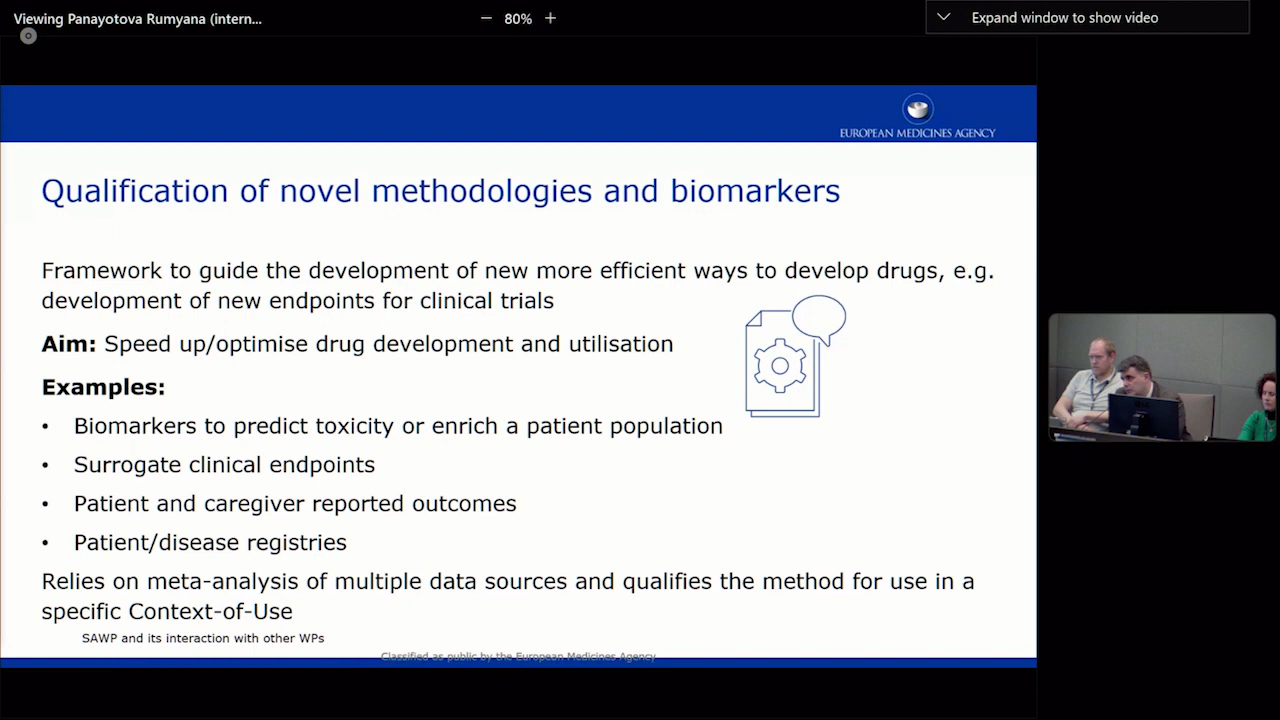 Viewing Panayotova Rumyana (intern...
80%
Expand window to show video
EUROPEAN MEDICINES AGENCY
Qualification of novel methodologies and biomarkers
Framework to guide the development of new more efficient ways to develop drugs, e.g.
development of new endpoints for clinical trials
Aim: Speed up/optimise drug development and utilisation
Examples:
• Biomarkers to predict toxicity or enrich a patient population
• Surrogate clinical endpoints
• Patient and caregiver reported outcomes
• Patient/disease registries
Relies on meta-analysis of multiple data sources and qualifies the method for use in a
specific Context-of-Use
SAWP and its interaction with other WPs
Classified as public by the European Medicines Agency